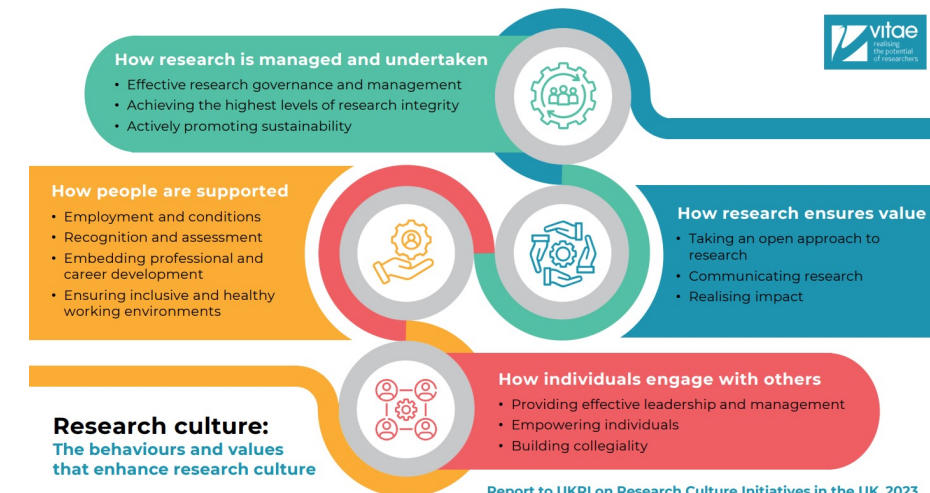 vitae
realising
the potential
of researchers
How research is managed and undertaken
• Effective research governance and management
• Achieving the highest levels of research integrity
• Actively promoting sustainability
How people are supported
• Employment and conditions
• Recognition and assessment
• Embedding professional and
career development
• Ensuring inclusive and healthy
working environments
How research ensures value
• Taking an open approach to
research
• Communicating research
• Realising impact
How individuals engage with others
• Providing effective leadership and management
• Empowering individuals
• Building collegiality
Research culture:
The behaviours and values
that enhance research culture
Report to UKRI on Research Culture Initiatives in the UK, 2023